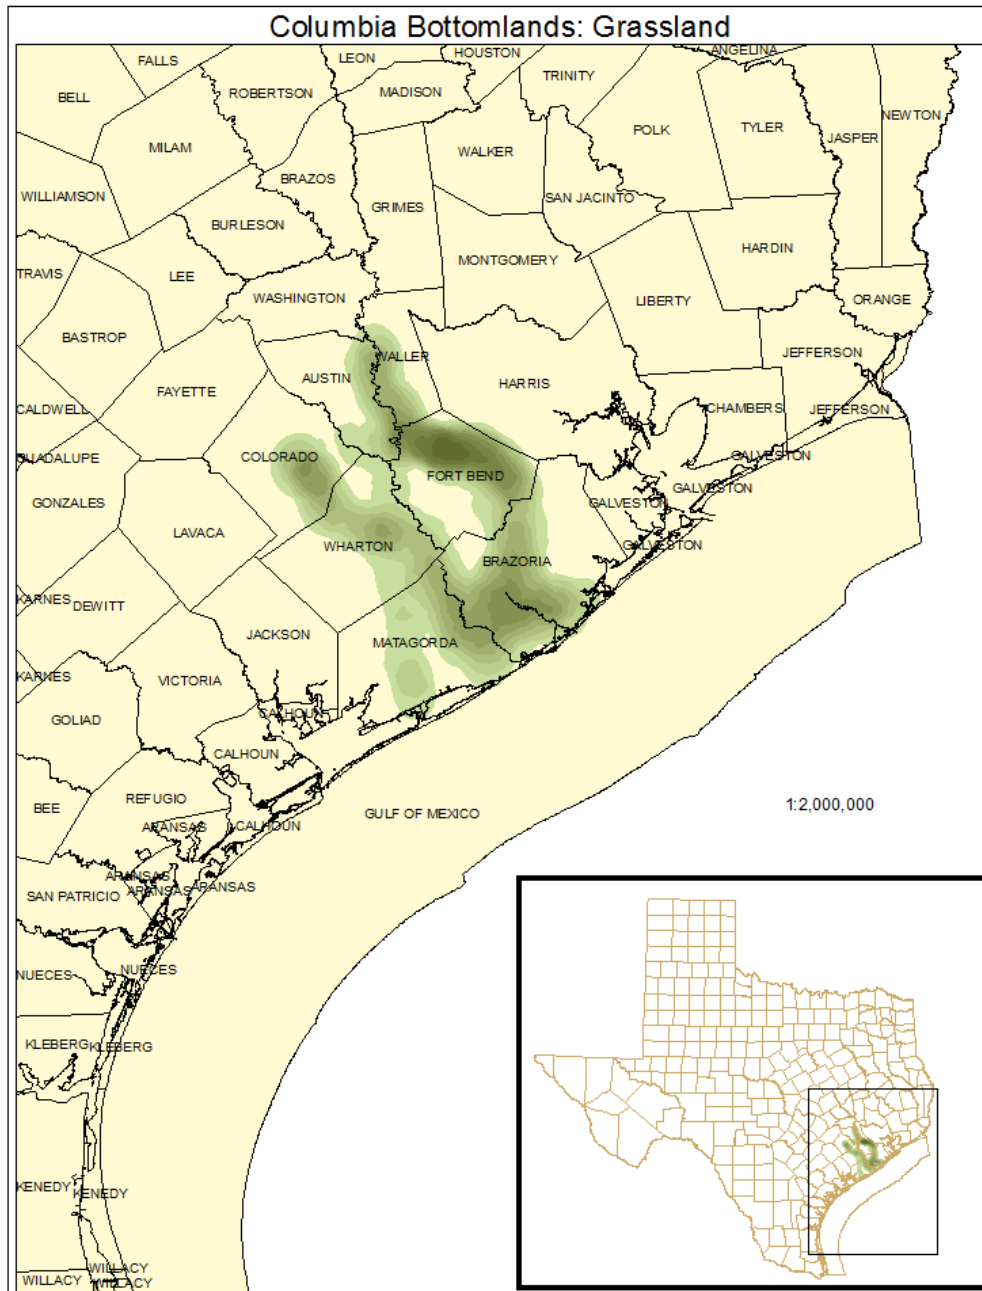 Columbia Bottomlands: Grassland
FALLS
LEON
HOUSTON
ANGELINA
BELL
ROBERTSON
MADISON
TRINITY
NEWTON
MILAM
WALKER
POLK
TYLER
JASPER
WILLIAMSON
BRAZOS
GRIMES
SAN JACINTO
BURLESON
MONTGOMERY
HARDIN
TRAVIS
LEE
WASHINGTON
LIBERTY
ORANGE
BASTROP
WALLER
JEFFERSON
FAYETTE
AUSTIN
HARRIS
CALDWELL
CHAMBERS
JEFFERSON
GUADALUPE
COLORADO
GALVESTON
FORT BEND
GALVESTON
GONZALES
GALVESTON
LAVACA
WHARTON
GALVESTON
BRAZORIA
KARNES
DEWITT
JACKSON
MATAGORDA
KARNES
VICTORIA
GOLIAD
CALHOUN
CALHOUN
BEE
REFUGIO
GULF OF MEXICO
1:2,000,000
ARANSAS
CALHOUN
ARANSAS
SAN PATRICIO
ARANSAS
ARANSAS
NUECES
NUECES
KLEBERG
KLEBERG
KENEDY
KENEDY
WILLACY
WILLACY
WILLACY